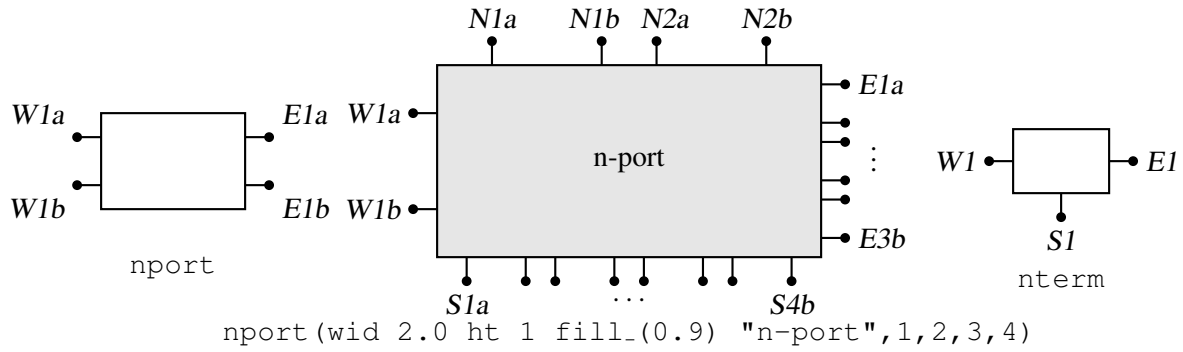 N1a N1b N2a N2b
W1a E1a W1a E1a
n-port
⋮
W1 E1
W1b E1b W1b
E3b
S1
nport
nterm
S1a ... S4b
nport(wid 2.0 ht 1 fill_(0.9) "n-port",1,2,3,4)